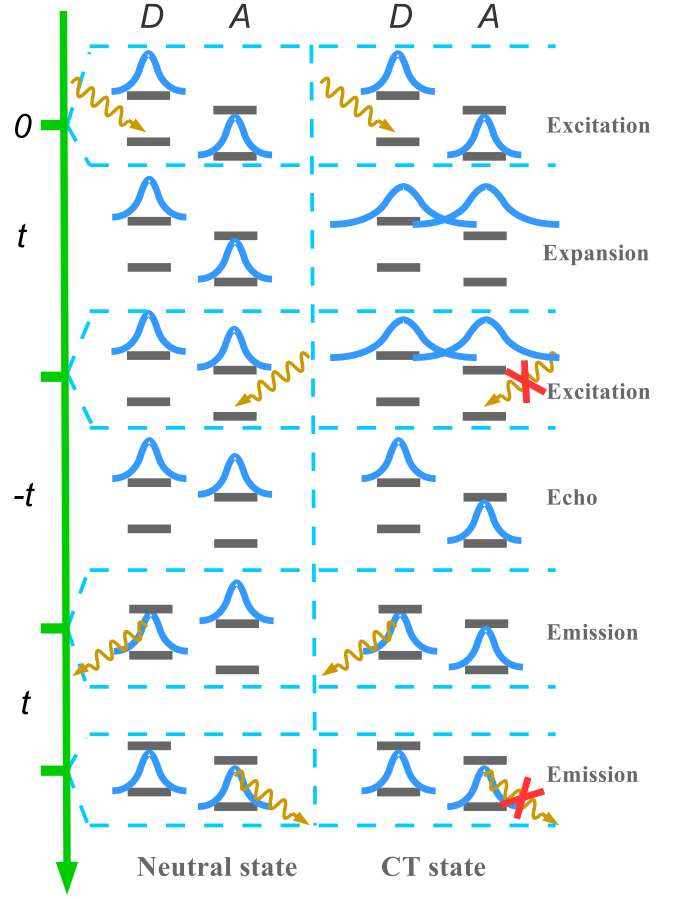 D A D A
0 Excitation
t
Expansion
Excitation
-t Echo
Emission
t
Emission
Neutral state CT state